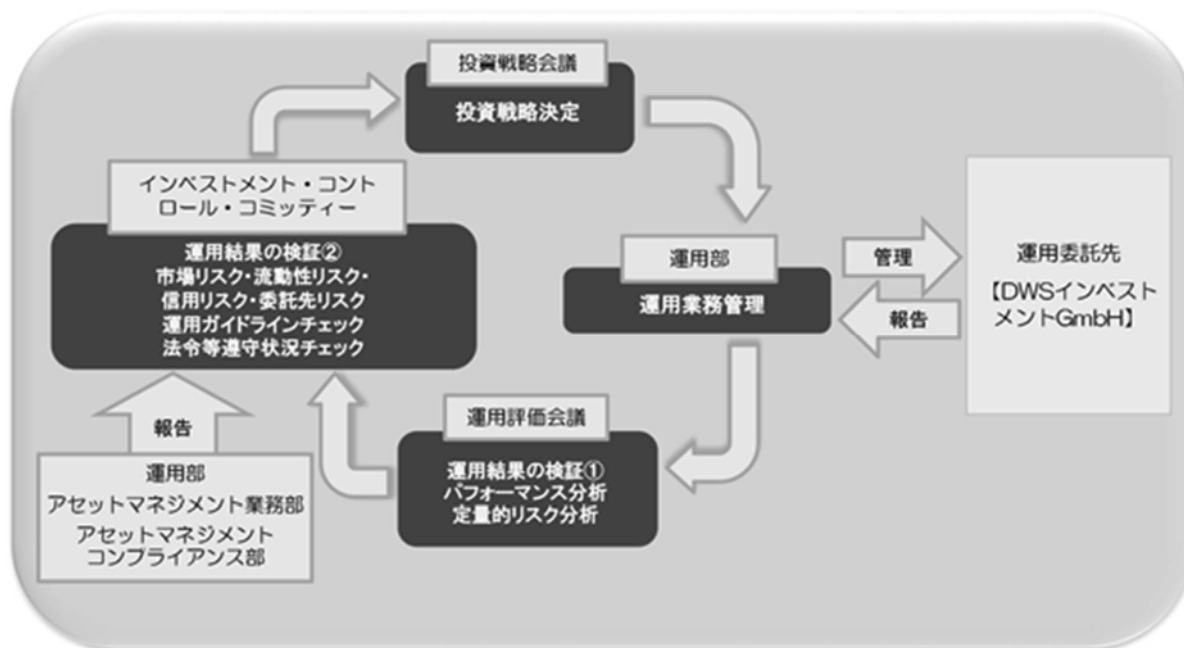 投資戦略会議
投資戦略決定
インベストメント・コント
ロール・コミッティー
運用結果の検証②
市場リスク・流動性リスク・
信用リスク・委託先リスク
運用ガイドラインチェック
法令等遵守状況チェック
運用部
運用業務管理
管理
報告
運用委託先
【DWSインベスト
メントGmbH】
運用評価会議
運用結果の検証①
パフォーマンス分析
定量的リスク分析
報告
運用部
アセットマネジメント業務部
アセットマネジメント
コンプライアンス部